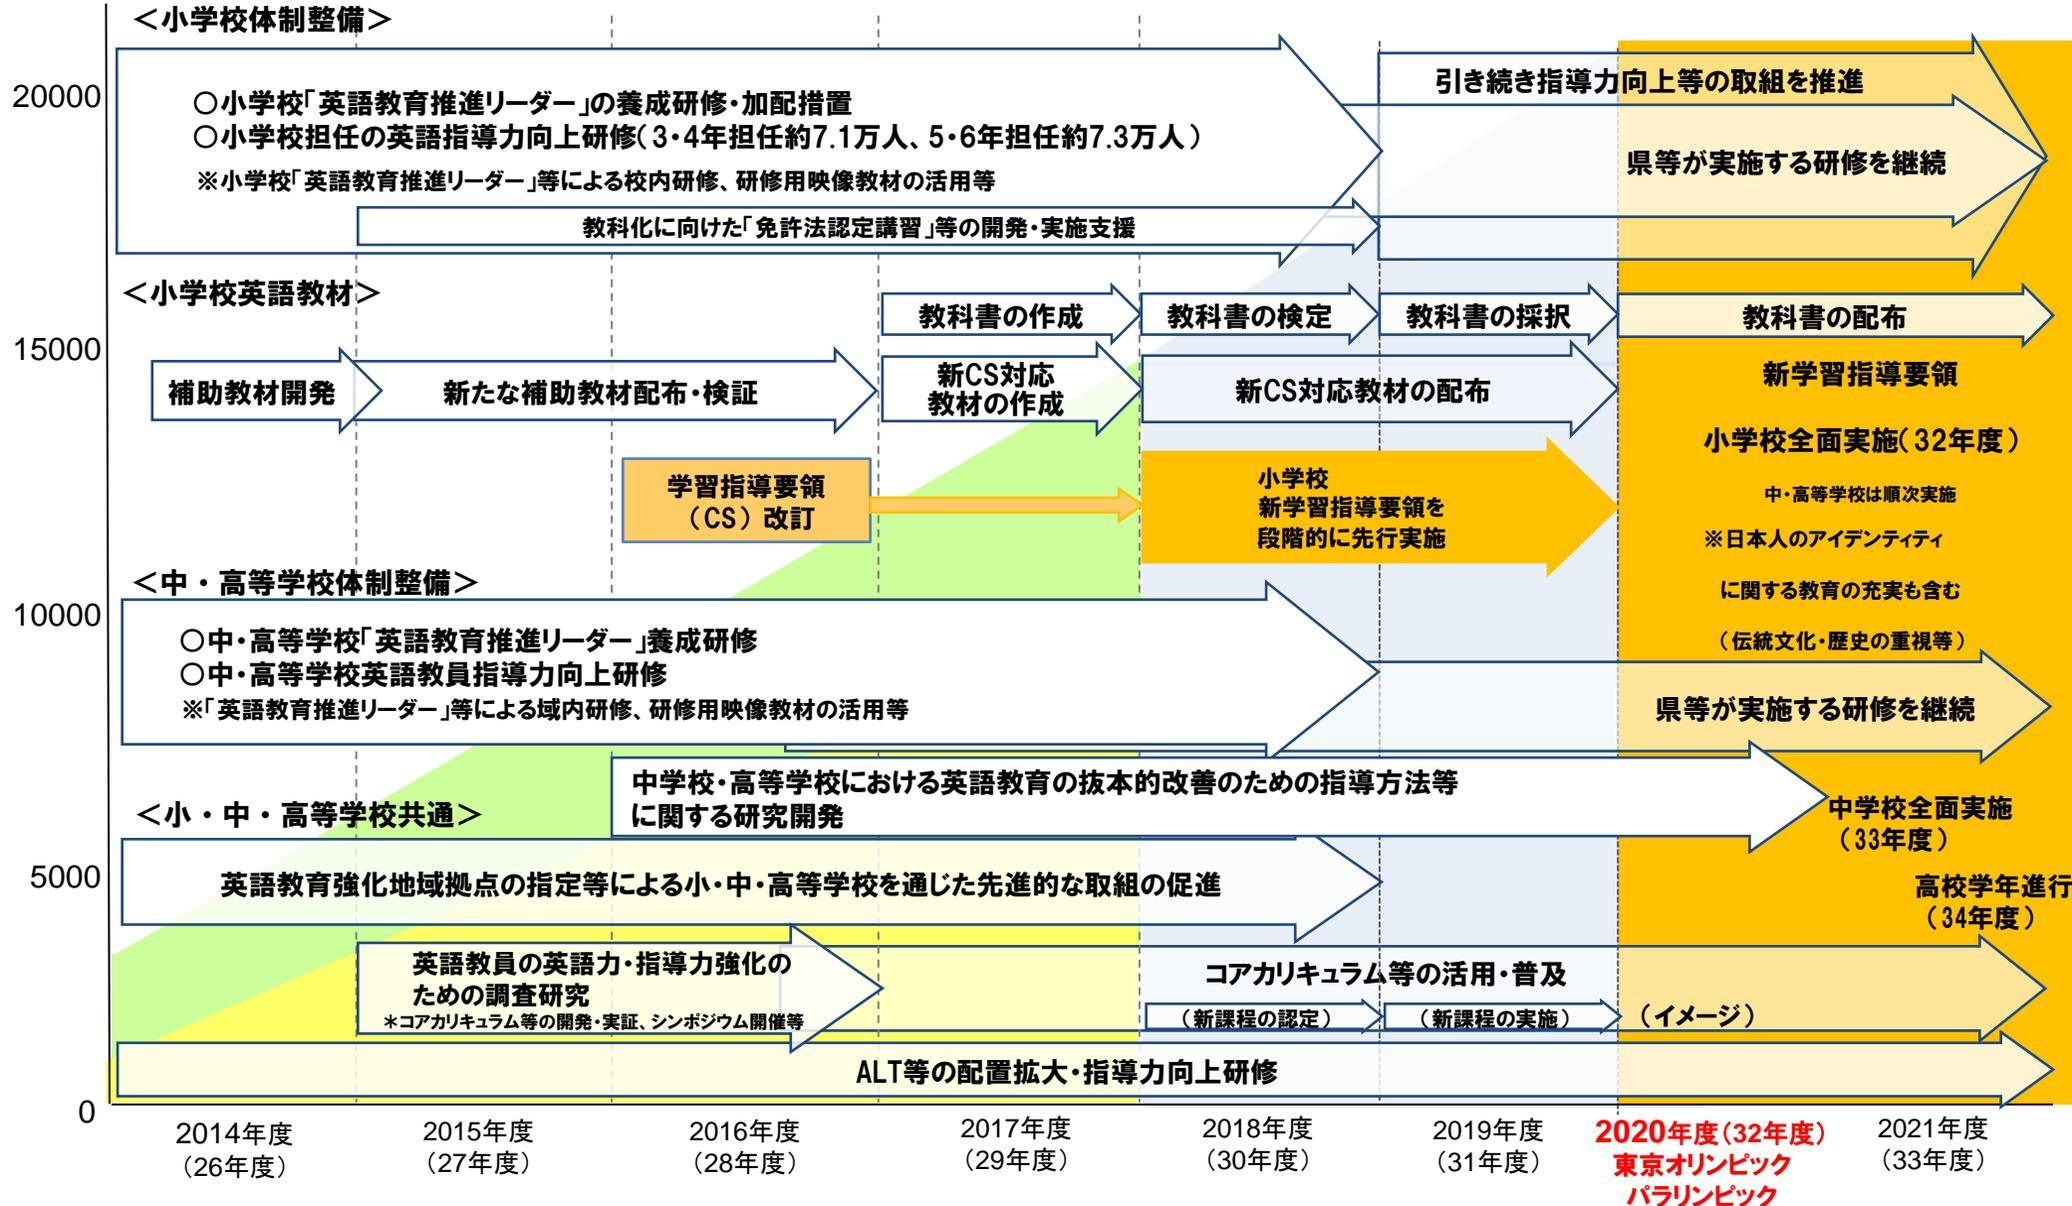 ＜小学校体制整備＞
20000
○小学校「英語教育推進リーダー」の養成研修・加配措置
○小学校担任の英語指導力向上研修（3・4年担任約7.1万人、5・6年担任約7.3万人）
※小学校「英語教育推進リーダー」等による校内研修、研修用映像教材の活用等
教科化に向けた「免許法認定講習」等の開発・実施支援
引き続き指導力向上等の取組を推進
県等が実施する研修を継続
＜小学校英語教材＞
15000
教科書の作成
教科書の検定
教科書の採択
教科書の配布
補助教材開発
新たな補助教材配布・検証
新CS対応
教材の作成
新CS対応教材の配布
学習指導要領
（CS）改訂
小学校
新学習指導要領を
段階的に先行実施
新学習指導要領
小学校全面実施（32年度）
中・高等学校は順次実施
※日本人のアイデンティティ
に関する教育の充実も含む
（伝統文化・歴史の重視等）
＜中・高等学校体制整備＞
10000
○中・高等学校「英語教育推進リーダー」養成研修
○中・高等学校英語教員指導力向上研修
※「英語教育推進リーダー」等による域内研修、研修用映像教材の活用等
県等が実施する研修を継続
中学校・高等学校における英語教育の抜本的改善のための指導方法等
に関する研究開発
中学校全面実施
（33年度）
＜小・中・高等学校共通＞
5000
英語教育強化地域拠点の指定等による小・中・高等学校を通じた先進的な取組の促進
高校学年進行
（34年度）
英語教員の英語力・指導力強化の
ための調査研究
＊コアカリキュラム等の開発・実証、シンポジウム開催等
コアカリキュラム等の活用・普及
（新課程の認定）
（新課程の実施）
（イメージ）
ALT等の配置拡大・指導力向上研修
0
2014年度
（26年度）
2015年度
（27年度）
2016年度
（28年度）
2017年度
（29年度）
2018年度
（30年度）
2019年度
（31年度）
2020年度（32年度）
東京オリンピック
パラリンピック
2021年度
（33年度）